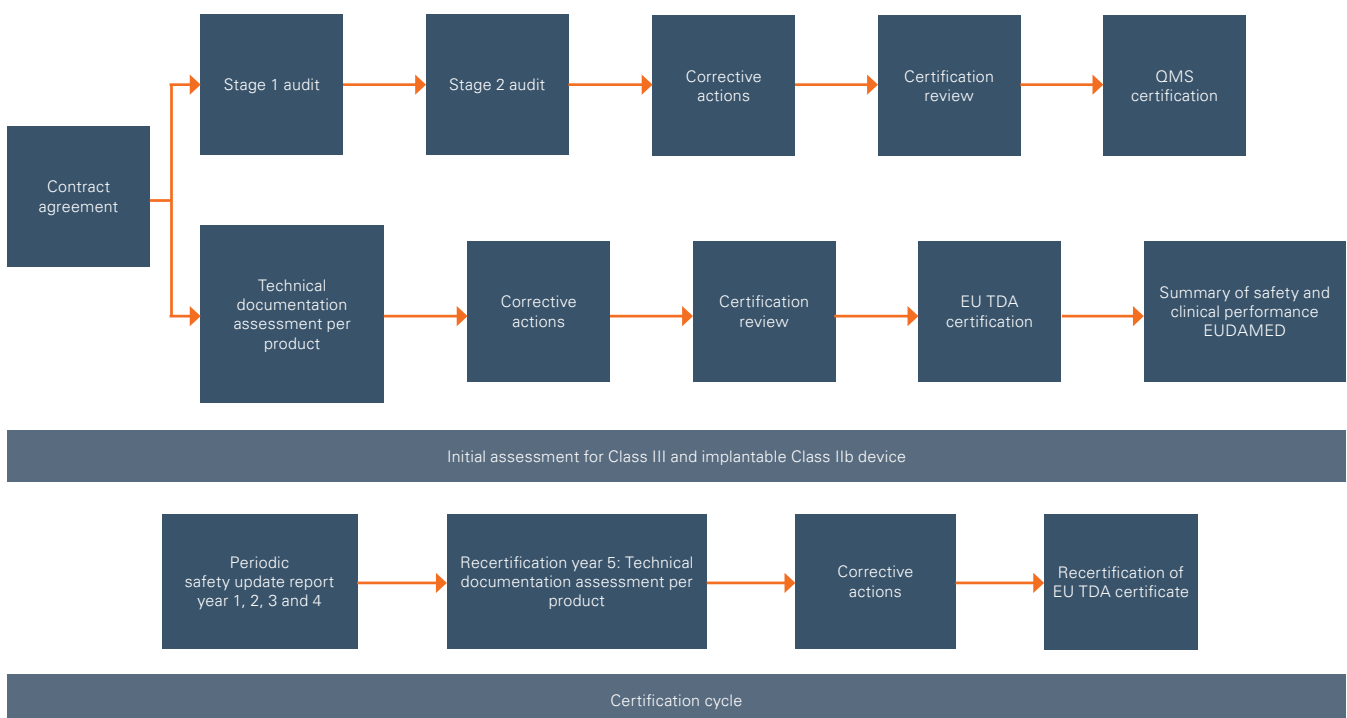 Stage 1 audit
Stage 2 audit
Corrective
actions
Certification
review
QMS
certification
Contract
agreement
Technical
documentation
assessment per
product
Corrective
actions
Certification
review
EU TDA
certification
Summary of safety and
clinical performance
EUDAMED
Initial assessment for Class III and implantable Class IIb device
Periodic
safety update report
year 1, 2, 3 and 4
Recertification year 5: Technical
documentation assessment per
product
Corrective
actions
Recertification of
EU TDA certificate
Certification cycle